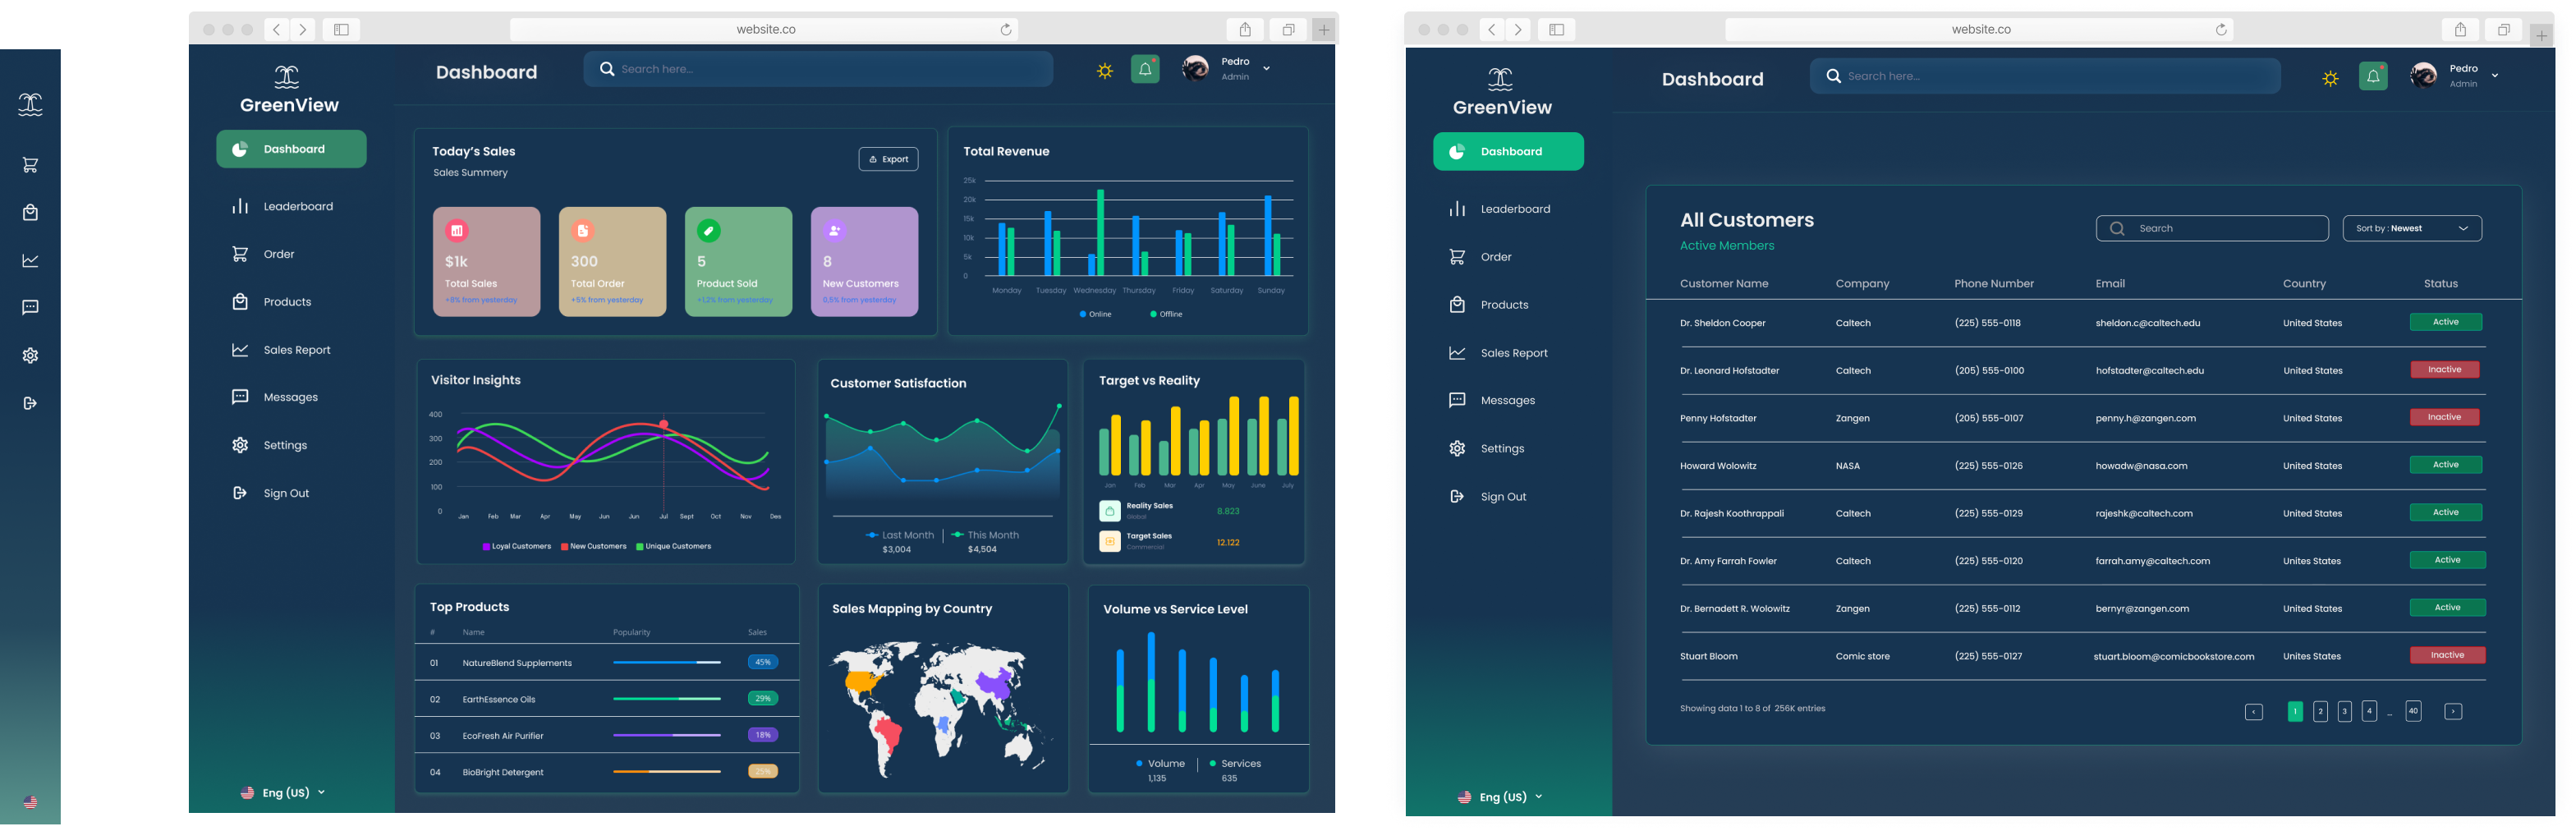 website.co
GreenView
Dashboard
Leaderboard
Order
Products
Sales Report
Messages
Settings
Sign Out
Eng (US)
Dashboard
Search here...
Pedro
Admin
Today's Sales
Sales Summery
Export
$1k
Total Sales
+8% from yesterday
300
Total Order
+5% from yesterday
5
Product Sold
+1,2% from yesterday
8
New Customers
0,5% from yesterday
Total Revenue
25k
20k
15k
10k
5k
0
Monday Tuesday Wednesday Thursday Friday Saturday Sunday
Online Offline
Visitor Insights
400
300
200
100
0
Jan Feb Mar Apr May Jun Jun Jul Sept Oct Nov Des
Loyal Customers New Customers Unique Customers
Customer Satisfaction
Last Month This Month
$3,004 $4,504
Target vs Reality
Jan Feb Mar Apr May June July
Reality Sales
Global
8.823
Target Sales
Commercial
12.122
Top Products
# Name Popularity Sales
01 NatureBlend Supplements 45%
02 EarthEssence Oils 29%
03 EcoFresh Air Purifier 18%
04 BioBright Detergent 25%
Sales Mapping by Country
Volume vs Service Level
Volume Services
1,135 635
website.co
GreenView
Dashboard
Leaderboard
Order
Products
Sales Report
Messages
Settings
Sign Out
Eng (US)
Dashboard
Search here...
Pedro
Admin
All Customers
Active Members
Search
Sort by : Newest
Customer Name Company Phone Number Email Country Status
Dr. Sheldon Cooper Caltech (225) 555-0118 sheldon.c@caltech.edu United States Active
Dr. Leonard Hofstadter Caltech (205) 555-0100 hofstadter@caltech.edu United States Inactive
Penny Hofstadter Zangen (205) 555-0107 penny.h@zangen.com United States Inactive
Howard Wolowitz NASA (225) 555-0126 howadw@nasa.com United States Active
Dr. Rajesh Koothrappali Caltech (225) 555-0129 rajeshk@caltech.com United States Active
Dr. Amy Farrah Fowler Caltech (225) 555-0120 farrah.amy@caltech.com Unites States Active
Dr. Bernadett R. Wolowitz Zangen (225) 555-0112 bernyr@zangen.com United States Active
Stuart Bloom Comic store (225) 555-0127 stuart.bloom@comicbookstore.com Unites States Inactive
Showing data 1 to 8 of 256K entries
< 1 2 3 4 ... 40 >